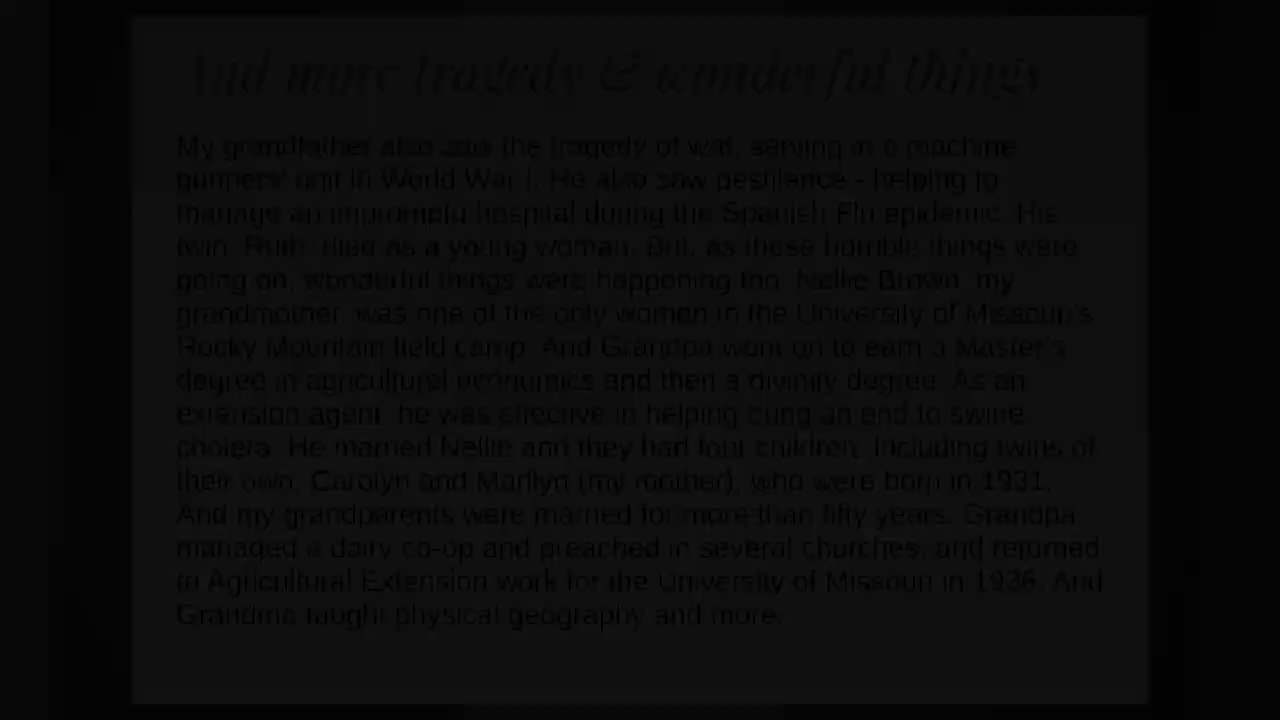 And more tragedy & wonderful things
My grandfather also saw the tragedy of war, serving in a machine
gunners' unit in World War I. He also saw pestilence - helping to
manage an impromptu hospital during the Spanish Flu epidemic. His
twin, Ruth, died as a young woman. But, as these horrible things were
going on, wonderful things were happening too. Nellie Brown, my
grandmother, was one of the only women in the University of Missouri's
Rocky Mountain field camp. And Grandpa went on to earn a Master's
degree in agricultural economics and then a divinity degree. As an
extension agent, he was effective in helping bring an end to swine
cholera. He married Nellie and they had four children, including twins of
their own, Carolyn and Marilyn (my mother), who were born in 1931.
And my grandparents were married for more than fifty years. Grandpa
managed a dairy co-op and preached in several churches, and returned
to Agricultural Extension work for the University of Missouri in 1936. And
Grandma taught physical geography and more.